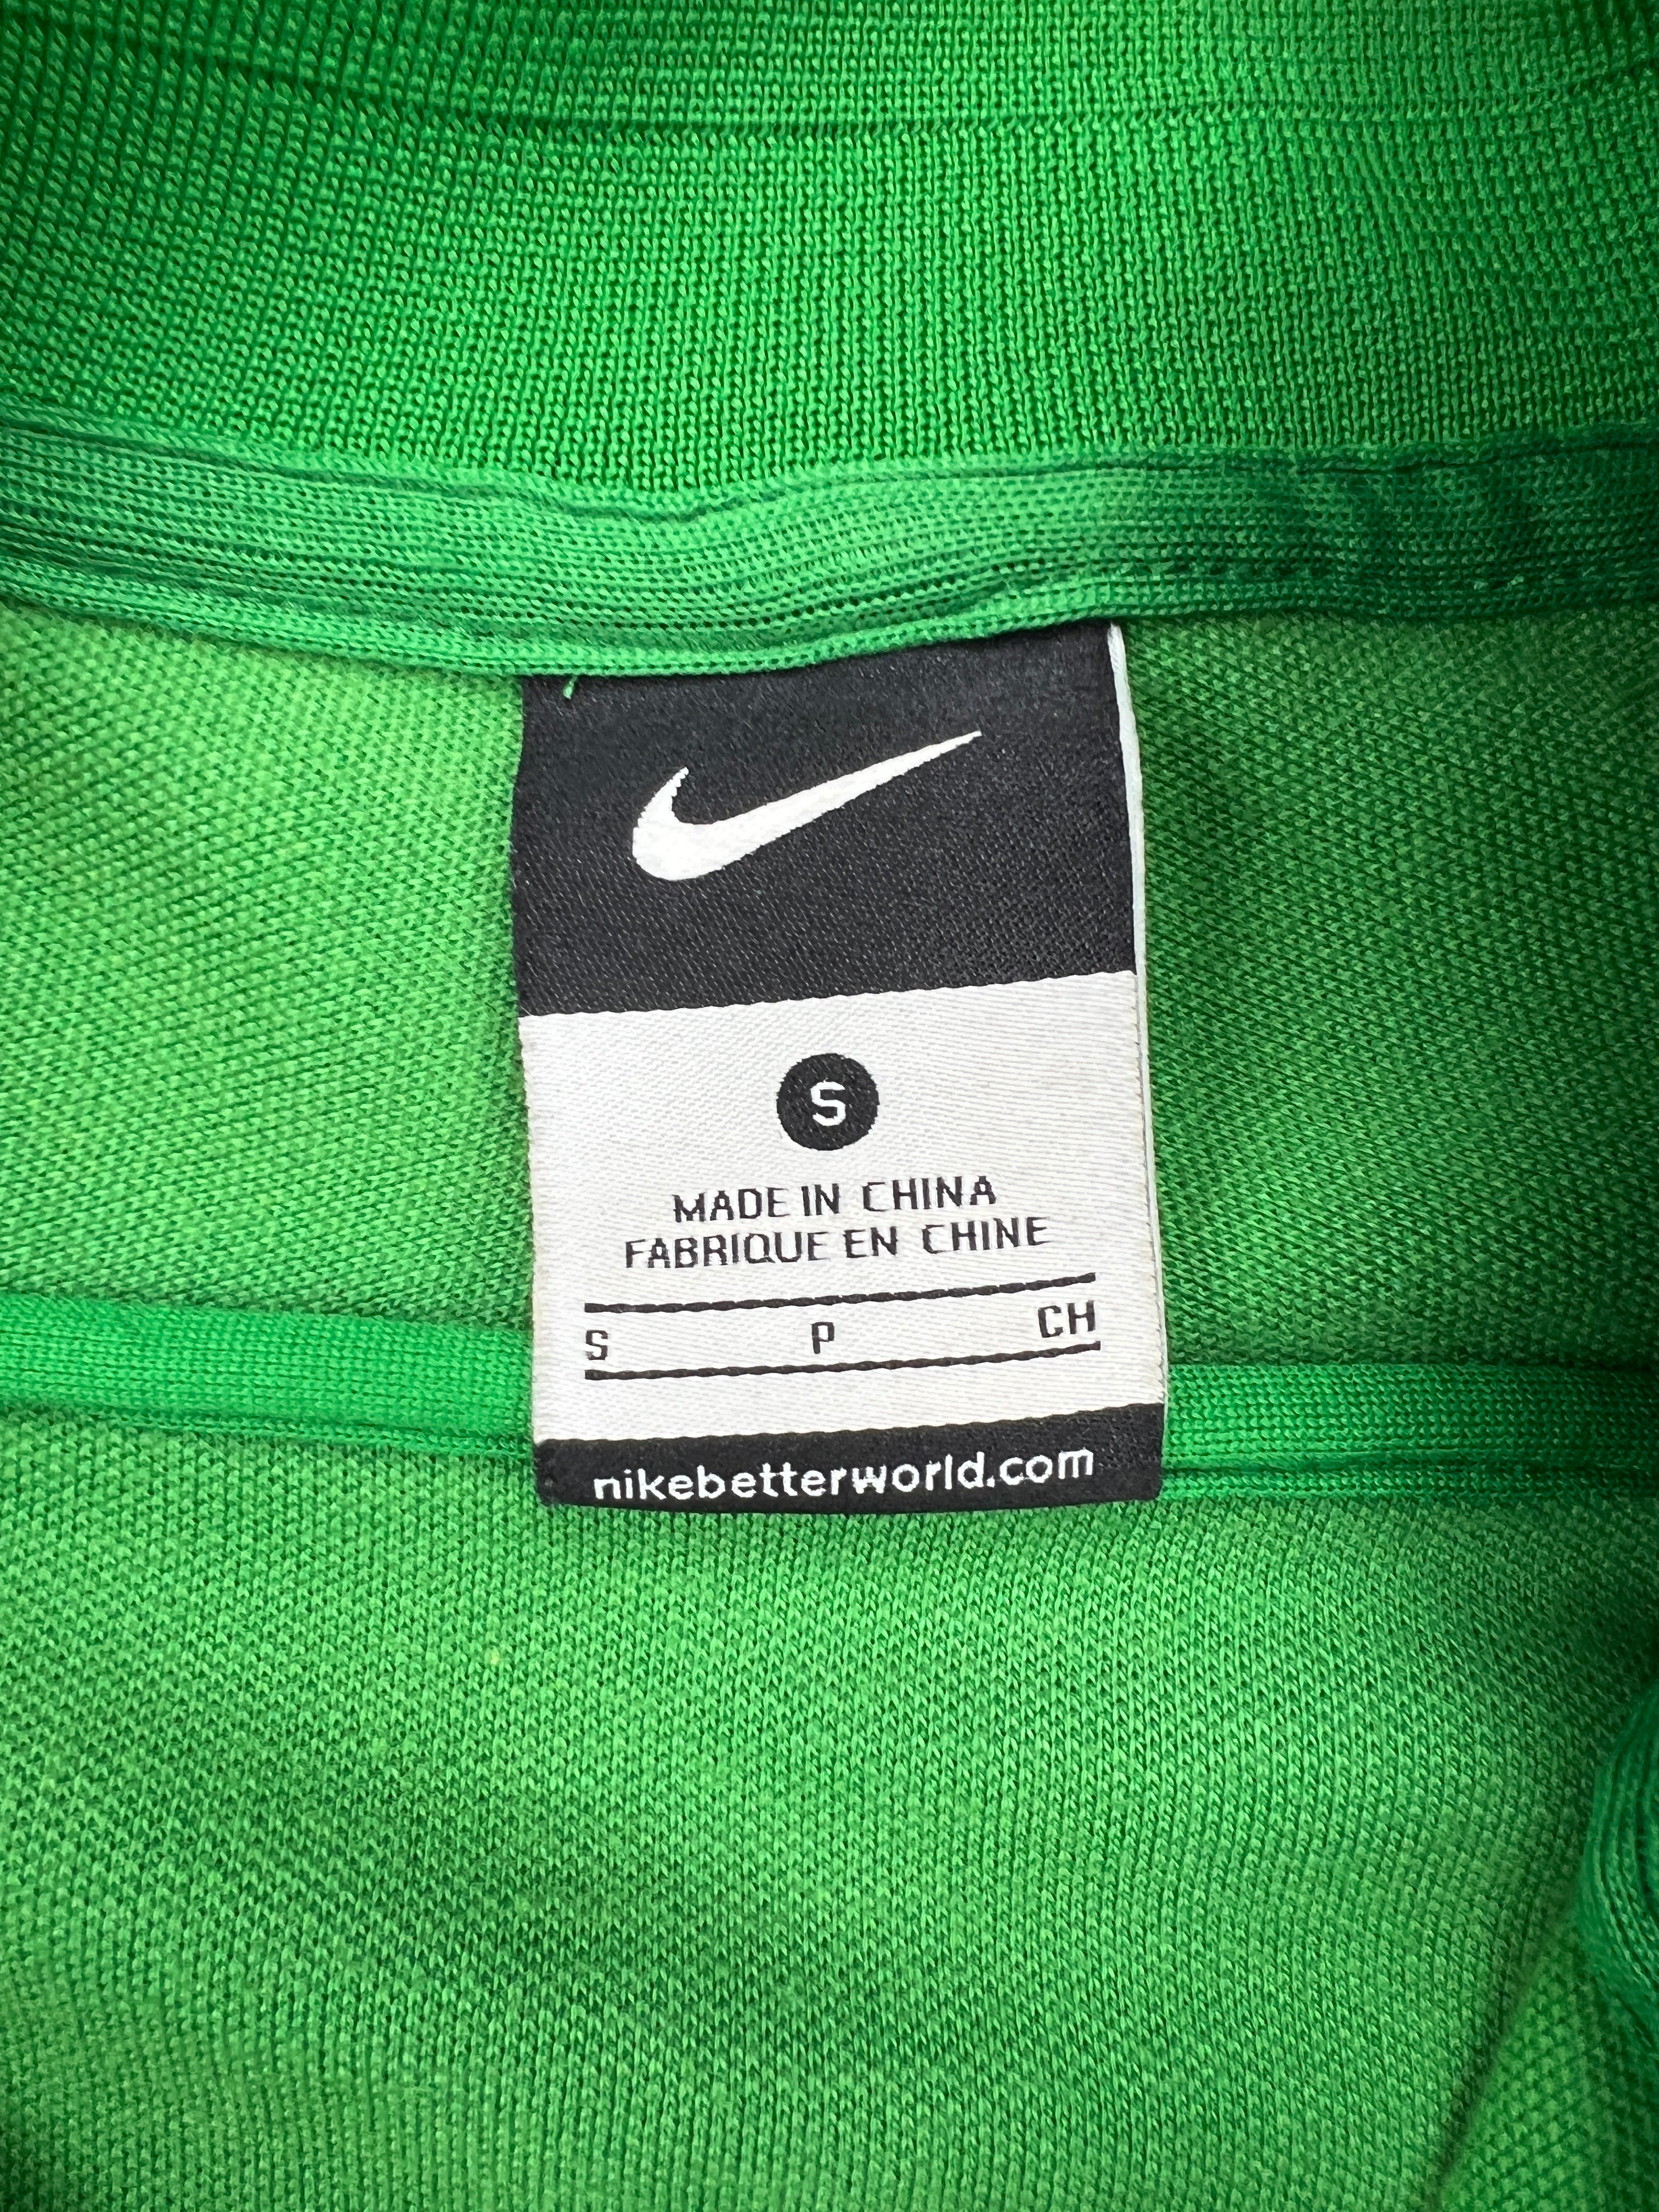 S
MADE IN CHINA
FABRIQUE EN CHINE
S P CH
nikebetterworld.com